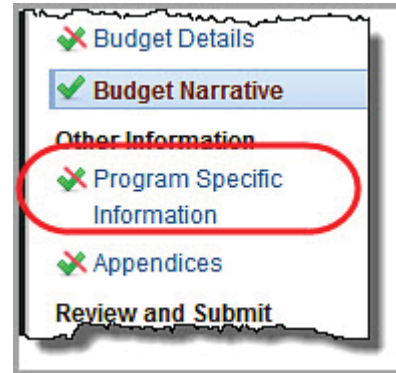 Budget Details
Budget Narrative
Other Information
Program Specific
Information
Appendices
Review and Submit